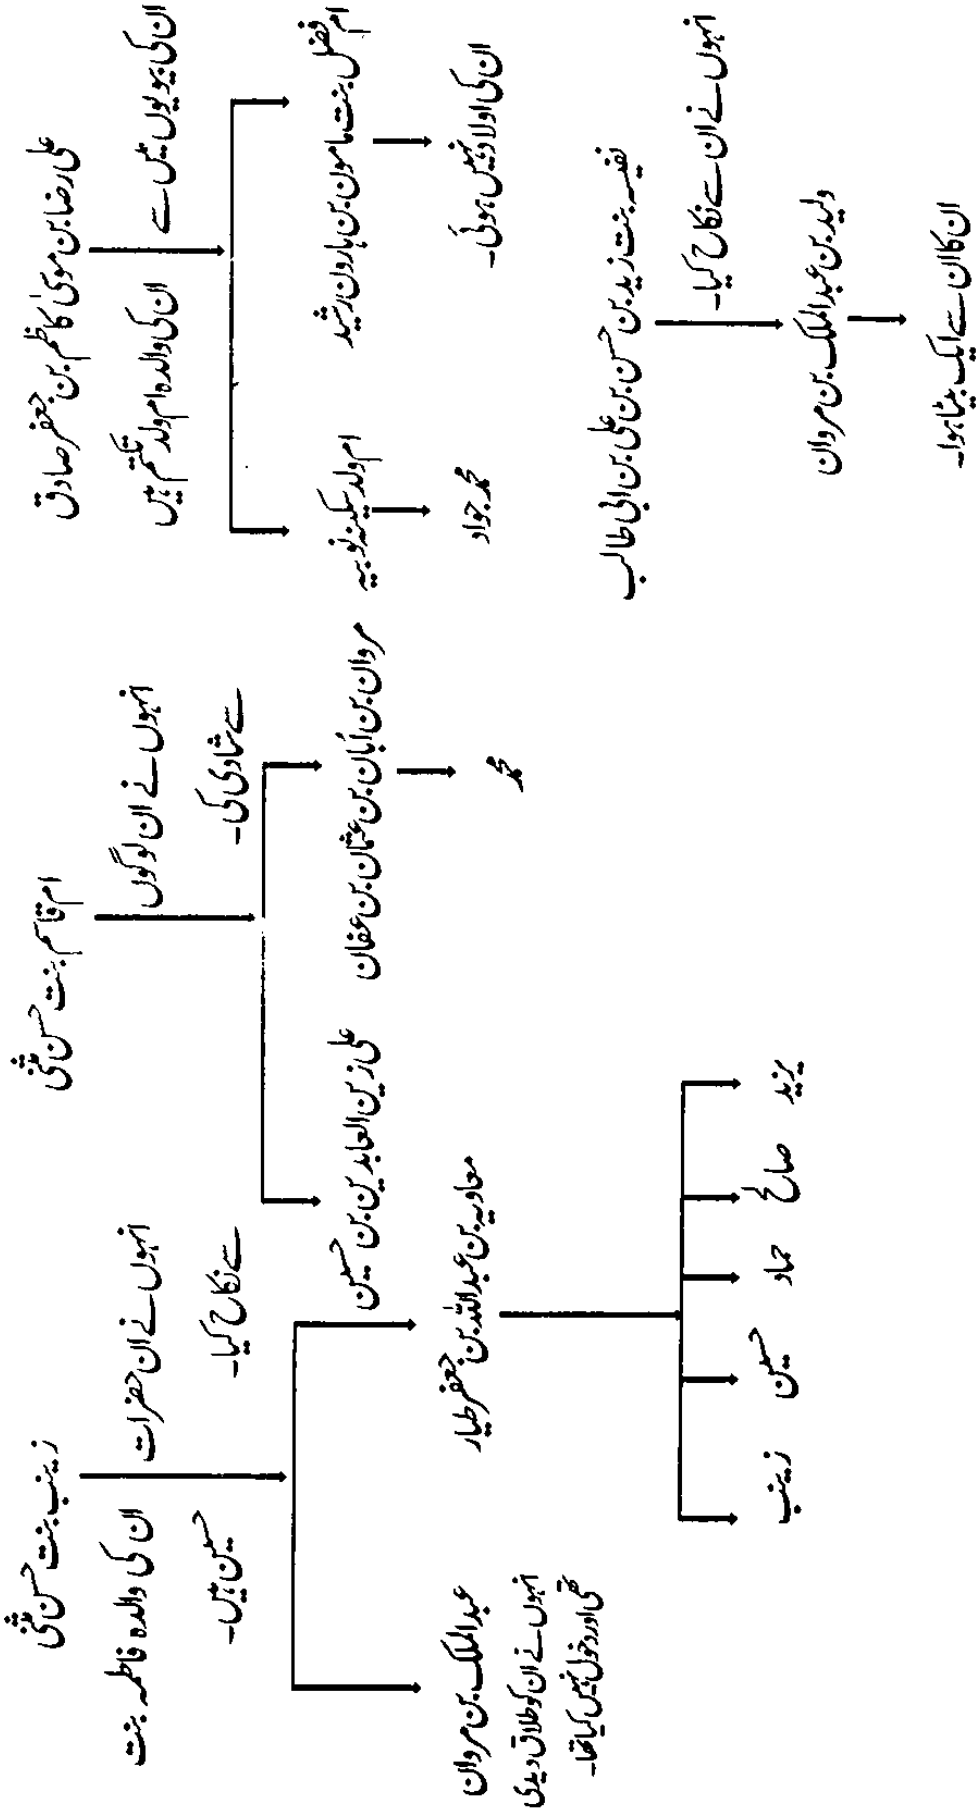 زینب بنت حسن مثنیٰ
ان کی والدہ فاطمہ بنت
حسین ہیں۔
انہوں نے ان حضرات
سے نکاح کیا۔
عبدالملک بن مروان
انہوں نے ان کو طلاق دیدی
تھی اور دخول نہیں کیا تھا۔
معاویہ بن عبداللہ بن جعفر طیار
زینب
حسین
حماد
صالح
یزید
ام قاسم بنت حسن مثنیٰ
انہوں نے ان لوگوں
سے شادی کی۔
علی زین العابدین بن حسین
مروان بن ابان بن عثمان بن عفان
محمد
علی رضا بن موسیٰ کاظم بن جعفر صادق
ان کی والدہ ام ولد تکتم ہیں
ان کی بیویوں میں سے
ام ولد سکینہ نوبیہ
محمد جواد
ام فضل بنت مامون بن ہارون رشید
ان کی اولاد نہیں ہوئی۔
نفیسہ بنت زید بن حسن بن علی بن ابی طالب
انہوں نے ان سے نکاح کیا۔
ولید بن عبدالملک بن مروان
ان کا ان سے ایک بیٹا ہوا۔